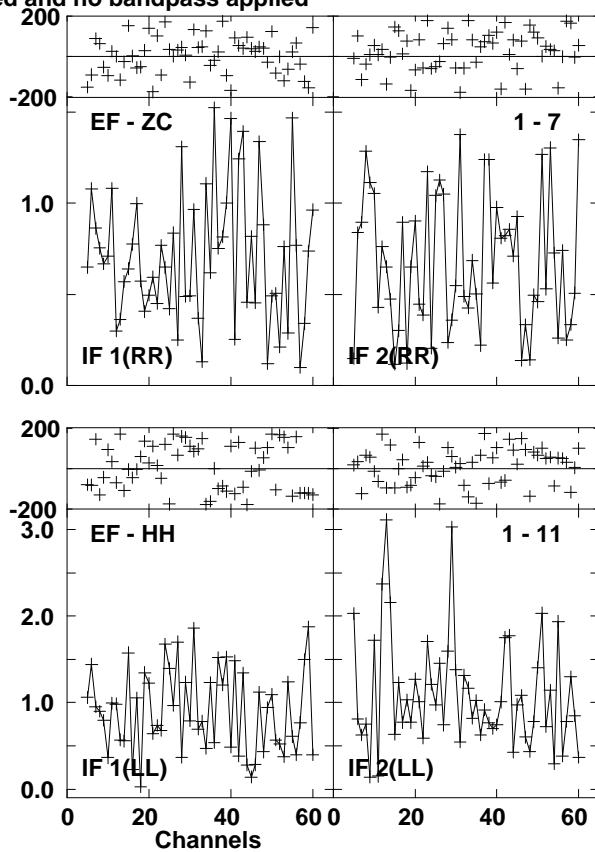 ed and no bandpass applied
200
-200
EF - ZC
1 - 7
1.0
IF 1(RR)
IF 2(RR)
0.0
200
-200
3.0
EF - HH
1 - 11
2.0
1.0
IF 1(LL)
IF 2(LL)
0.0
0 20 40 60 0 20 40 60
Channels